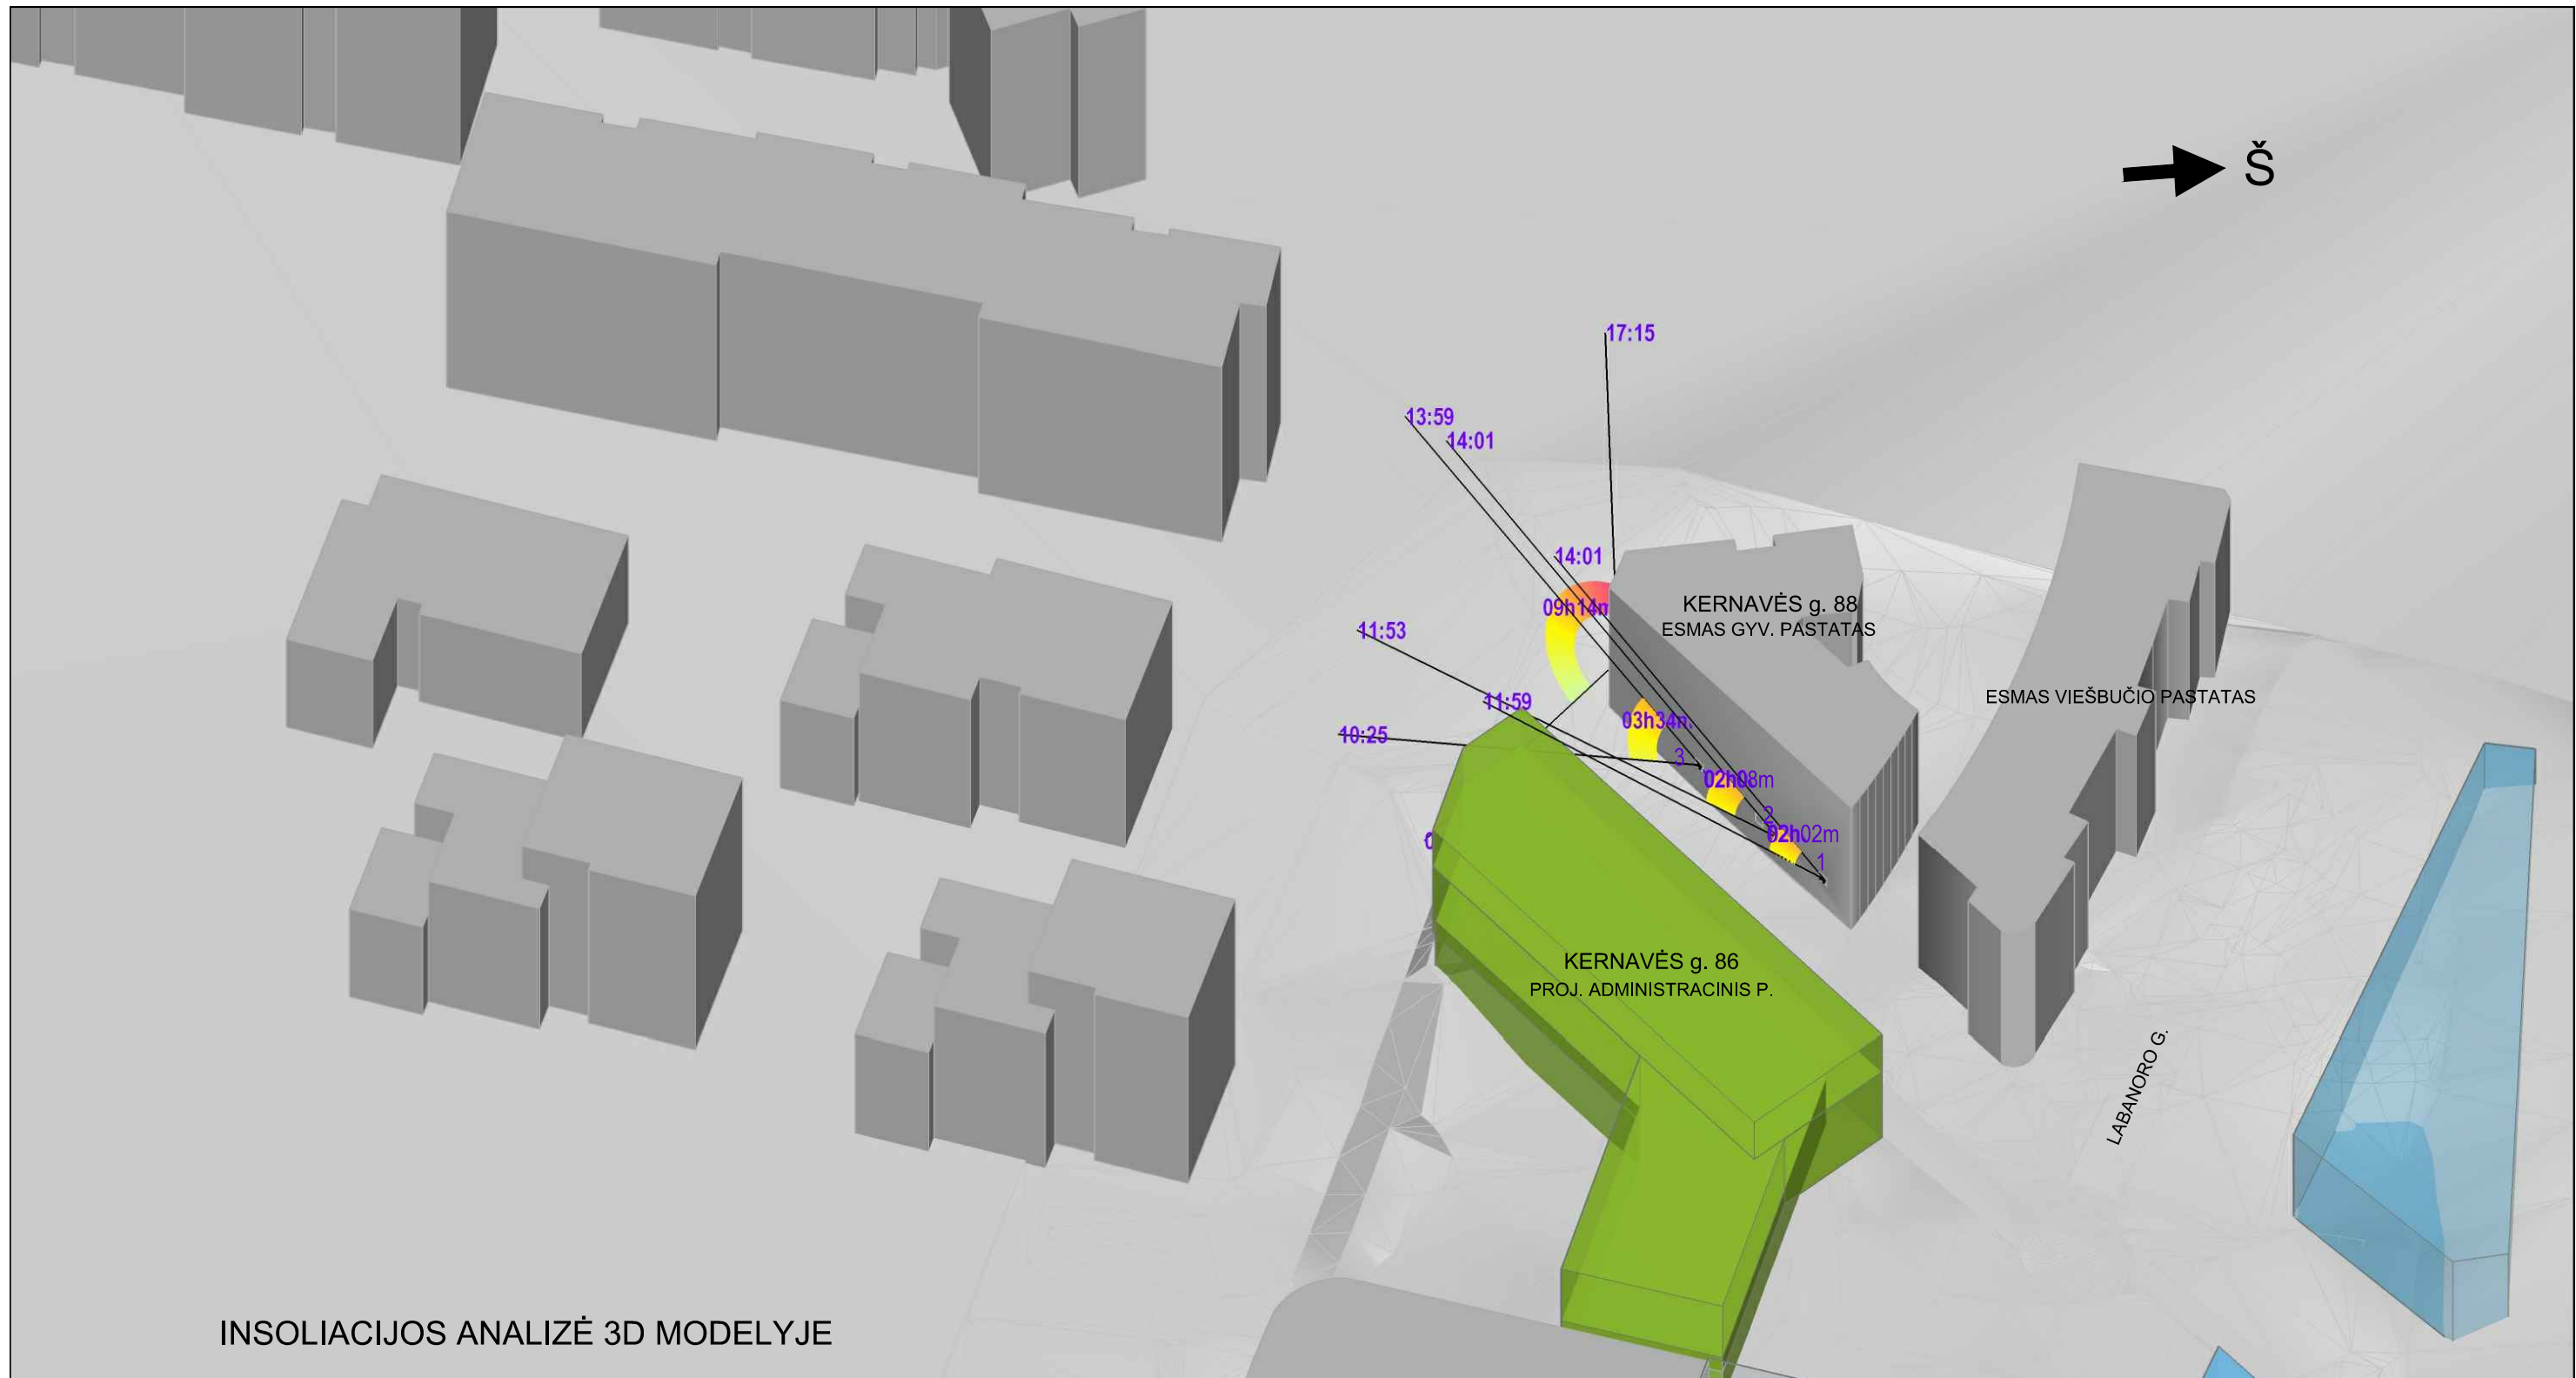 Š
17:15
13:59
14:01
14:01
09h14m
KERNAVĖS g. 88
ESMAS GYV. PASTATAS
11:53
11:59
ESMAS VIEŠBUČIO PASTATAS
03h34m
10:25
3
02h08m
2
02h02m
1
KERNAVĖS g. 86
PROJ. ADMINISTRACINIS P.
LABANORO G.
INSOLIACIJOS ANALIZĖ 3D MODELYJE